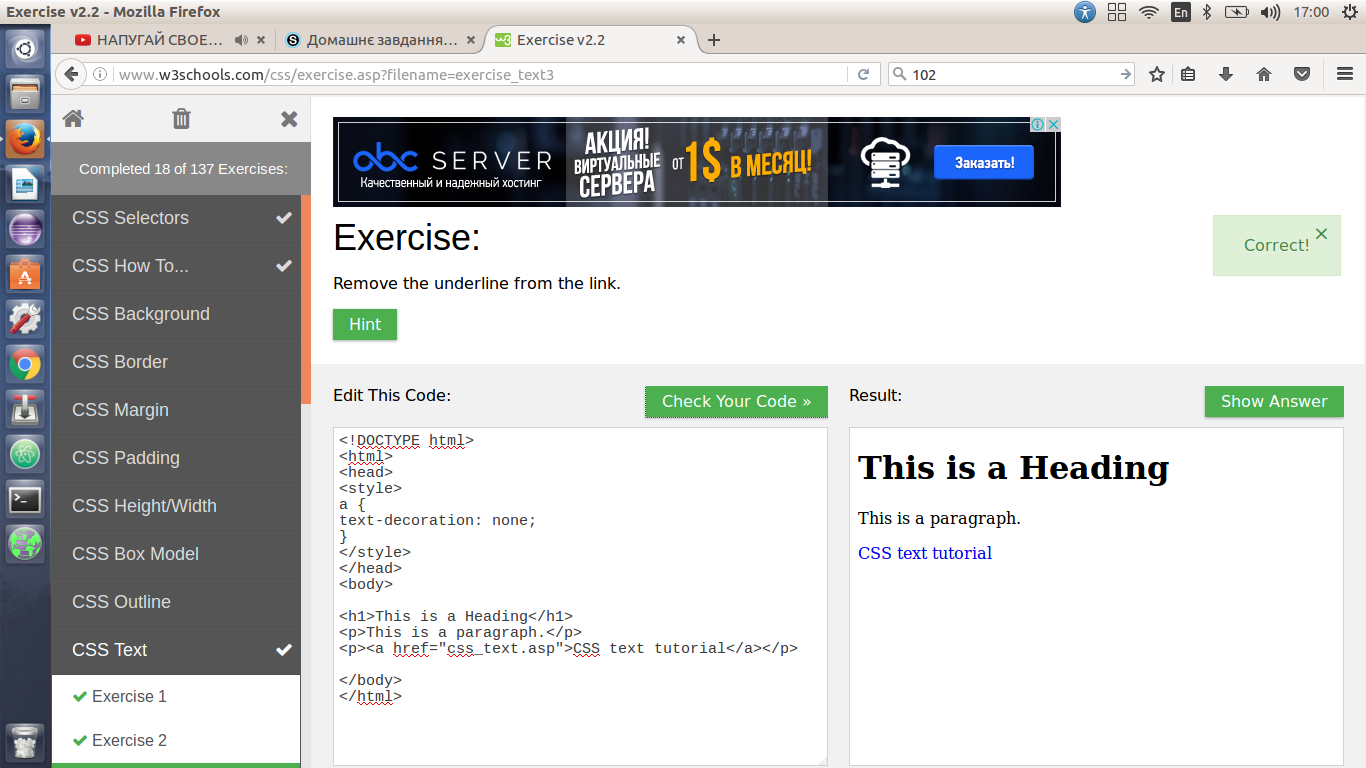 Exercise v2.2 - Mozilla Firefox
En
17:00
НАПУГАЙ СВОЕ…
Домашнє завдання…
w3 Exercise v2.2
www.w3schools.com/css/exercise.asp?filename=exercise_text3
102
Completed 18 of 137 Exercises:
CSS Selectors
CSS How To...
CSS Background
CSS Border
CSS Margin
CSS Padding
CSS Height/Width
CSS Box Model
CSS Outline
CSS Text
Exercise 1
Exercise 2
abc SERVER
Качественный и надежный хостинг
АКЦИЯ!
ВИРТУАЛЬНЫЕ
СЕРВЕРА
ОТ 1$ В МЕСЯЦ!
Заказать!
Exercise:
Correct!
Remove the underline from the link.
Hint
Edit This Code:
Check Your Code »
<!DOCTYPE html>
<html>
<head>
<style>
a {
text-decoration: none;
}
</style>
</head>
<body>
<h1>This is a Heading</h1>
<p>This is a paragraph.</p>
<p><a href="css_text.asp">CSS text tutorial</a></p>
</body>
</html>
Result:
Show Answer
This is a Heading
This is a paragraph.
CSS text tutorial